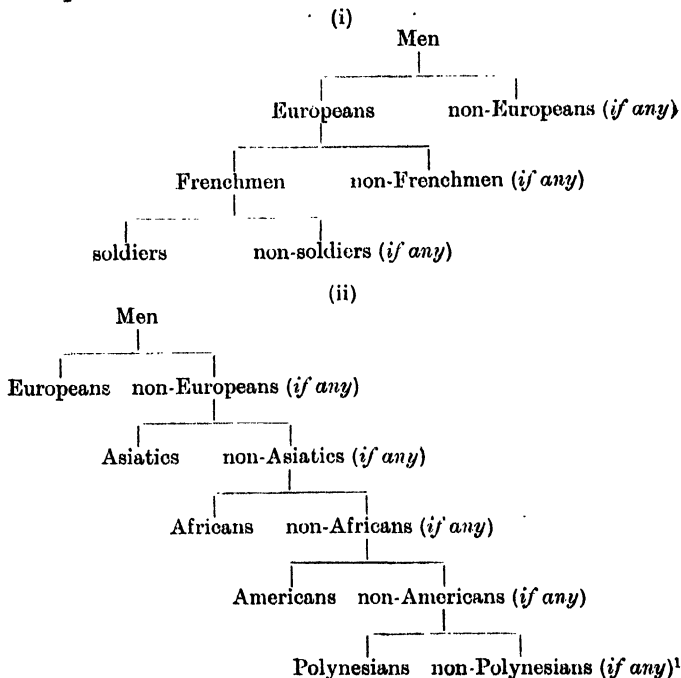 (i)
Men
Europeans non-Europeans (if any)
Frenchmen non-Frenchmen (if any)
soldiers non-soldiers (if any)
(ii)
Men
Europeans non-Europeans (if any)
Asiatics non-Asiatics (if any)
Africans non-Africans (if any)
Americans non-Americans (if any)
Polynesians non-Polynesians (if any)¹